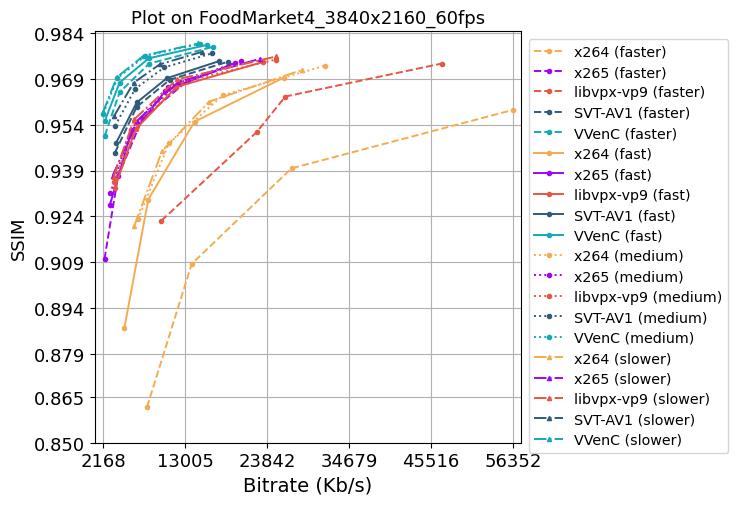 Plot on FoodMarket4_3840x2160_60fps
SSIM
0.984
0.969
0.954
0.939
0.924
0.909
0.894
0.879
0.865
0.850
2168 13005 23842 34679 45516 56352
Bitrate (Kb/s)
x264 (faster)
x265 (faster)
libvpx-vp9 (faster)
SVT-AV1 (faster)
VVenC (faster)
x264 (fast)
x265 (fast)
libvpx-vp9 (fast)
SVT-AV1 (fast)
VVenC (fast)
x264 (medium)
x265 (medium)
libvpx-vp9 (medium)
SVT-AV1 (medium)
VVenC (medium)
x264 (slower)
x265 (slower)
libvpx-vp9 (slower)
SVT-AV1 (slower)
VVenC (slower)